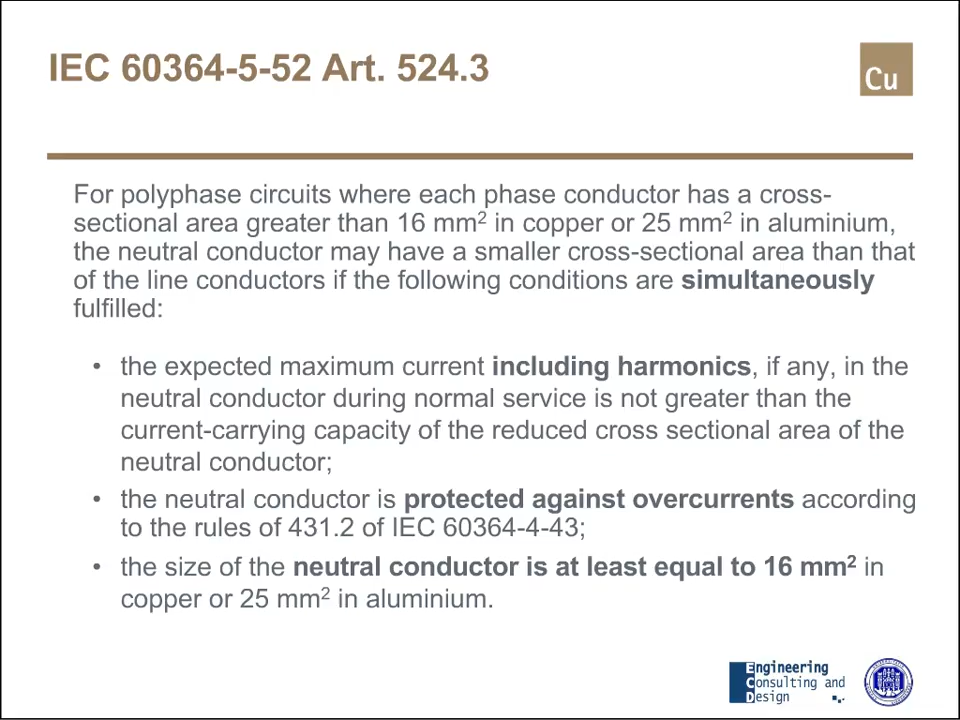 IEC 60364-5-52 Art. 524.3
Cu
For polyphase circuits where each phase conductor has a cross-
sectional area greater than 16 mm² in copper or 25 mm² in aluminium,
the neutral conductor may have a smaller cross-sectional area than that
of the line conductors if the following conditions are simultaneously
fulfilled:
• the expected maximum current including harmonics, if any, in the
neutral conductor during normal service is not greater than the
current-carrying capacity of the reduced cross sectional area of the
neutral conductor;
• the neutral conductor is protected against overcurrents according
to the rules of 431.2 of IEC 60364-4-43;
• the size of the neutral conductor is at least equal to 16 mm² in
copper or 25 mm² in aluminium.
Engineering
Consulting and
Design